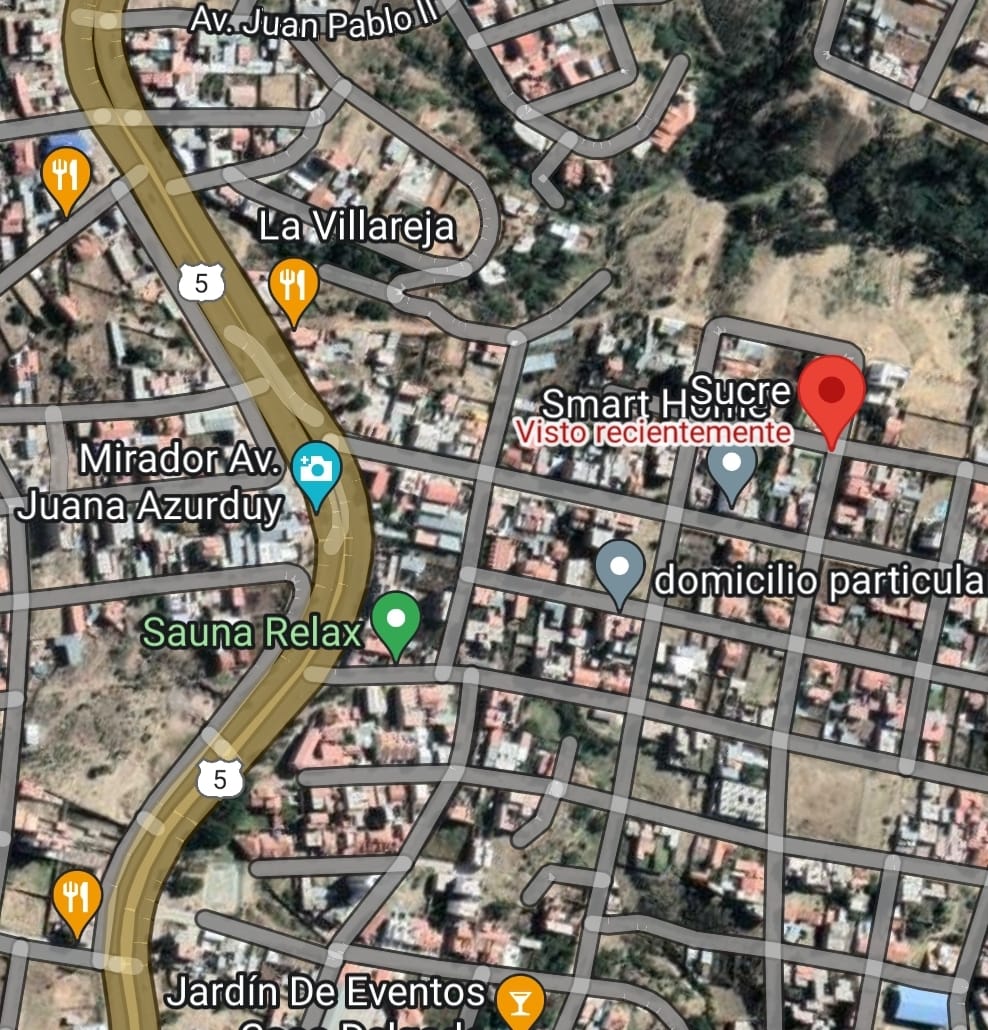 Av. Juan Pablo II
La Villareja
5
Sucre
Smart Home
Visto recientemente
Mirador Av.
Juana Azurduy
domicilio particula
Sauna Relax
5
Jardín De Eventos